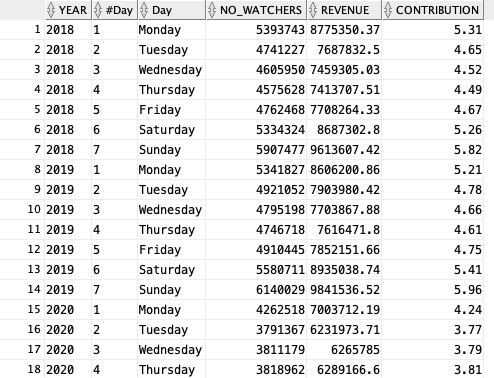 YEAR #Day Day NO_WATCHERS REVENUE CONTRIBUTION
1 2018 1 Monday 5393743 8775350.37 5.31
2 2018 2 Tuesday 4741227 7687832.5 4.65
3 2018 3 Wednesday 4605950 7459305.03 4.52
4 2018 4 Thursday 4575628 7413707.51 4.49
5 2018 5 Friday 4762468 7708264.33 4.67
6 2018 6 Saturday 5334324 8687302.8 5.26
7 2018 7 Sunday 5907477 9613607.42 5.82
8 2019 1 Monday 5341827 8606200.86 5.21
9 2019 2 Tuesday 4921052 7903980.42 4.78
10 2019 3 Wednesday 4795198 7703867.88 4.66
11 2019 4 Thursday 4746718 7616471.8 4.61
12 2019 5 Friday 4910445 7852151.66 4.75
13 2019 6 Saturday 5580711 8935038.74 5.41
14 2019 7 Sunday 6140029 9841536.52 5.96
15 2020 1 Monday 4262518 7003712.19 4.24
16 2020 2 Tuesday 3791367 6231973.71 3.77
17 2020 3 Wednesday 3811179 6265785 3.79
18 2020 4 Thursday 3818962 6289166.6 3.81